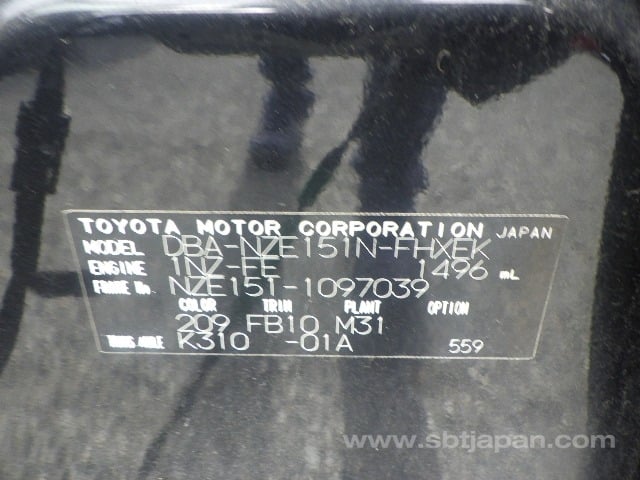 TOYOTA MOTOR CORPORATION JAPAN
MODEL DBA-NZE151N-FHXEK
ENGINE 1NZ-FE 1496 mL
FRAME No. NZE151-1097039
COLOR TRIM PLANT OPTION
209 FB10 M31
TRANS AXLE K310 -01A 559
www.sbtjapan.com